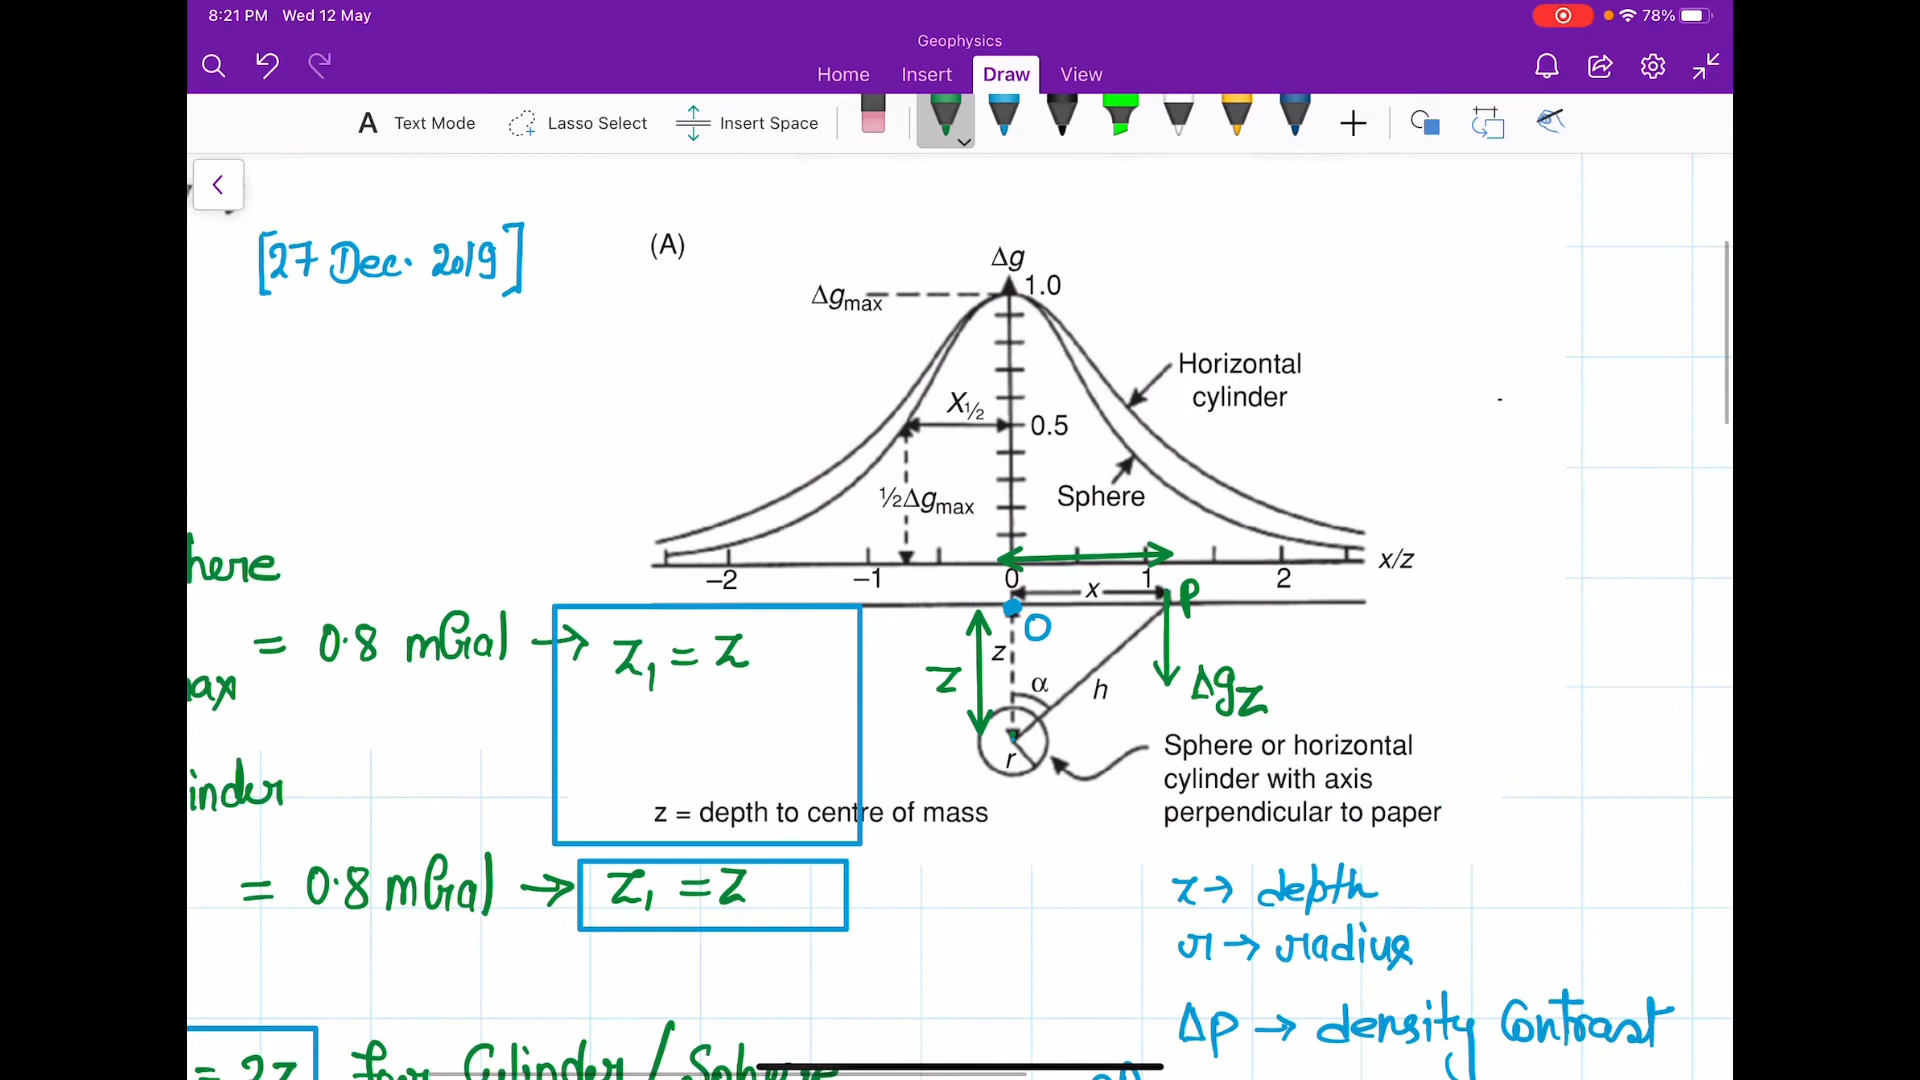 8:21 PM Wed 12 May
78%
Geophysics
Home Insert Draw View
A Text Mode Lasso Select Insert Space
[27 Dec. 2019]
(A)
Δg
1.0
Δgmax
Horizontal
cylinder
X½
0.5
½Δgmax
Sphere
x/z
–2 –1 0 1 2
x
P
here
= 0.8 mGal → z₁ = z
O
z
z
α
h
Δgz
ax
r
Sphere or horizontal
cylinder with axis
perpendicular to paper
inder
z = depth to centre of mass
= 0.8 mGal → z₁ = z
z → depth
r → radius
Δρ → density Contrast
= 2z for Cylinder / Sphere